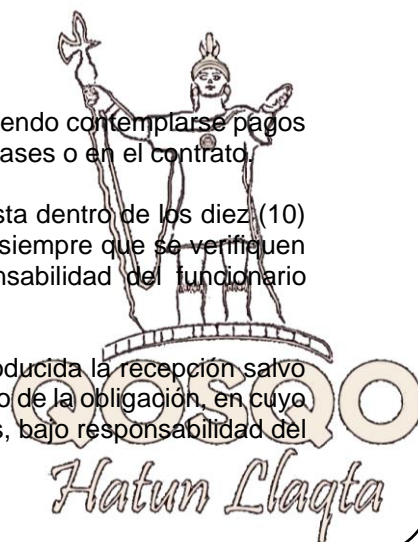 endo contemplarse pagos
ases o en el contrato.
sta dentro de los diez (10)
siempre que se verifiquen
nsabilidad del funcionario
oducida la recepción salvo
o de la obligación, en cuyo
s, bajo responsabilidad del
QOSQO
Hatun Llaqta